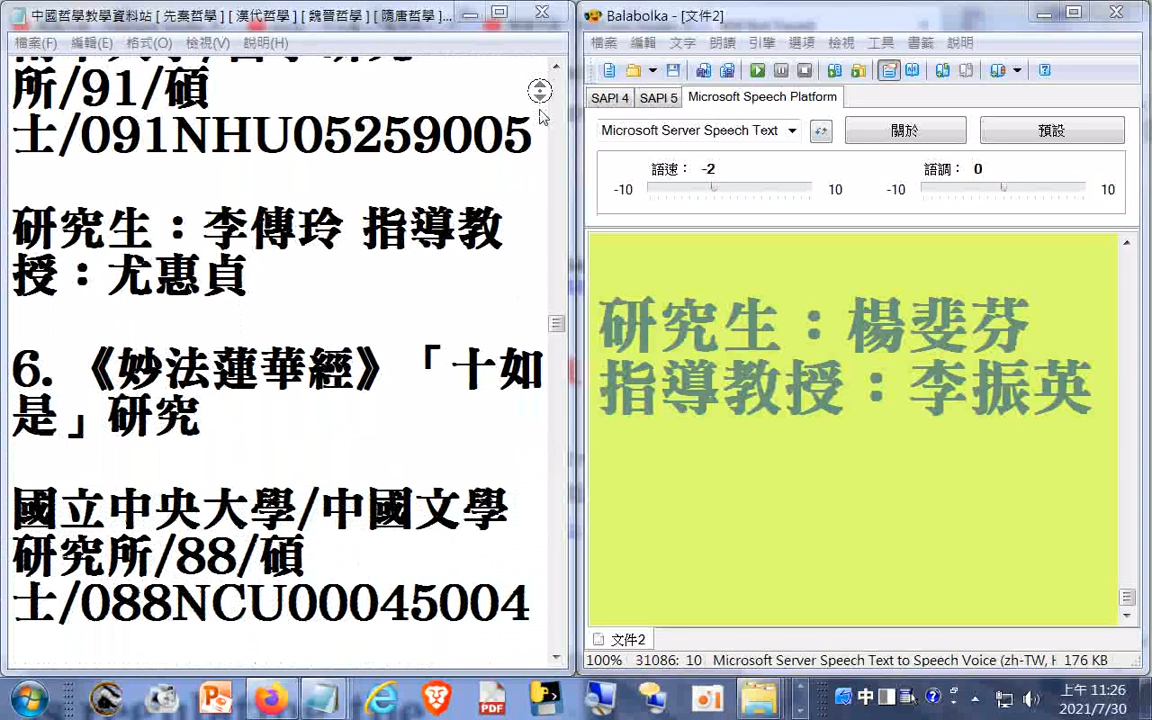 中國哲學教學資料站 [ 先秦哲學 ] [ 漢代哲學 ] [ 魏晉哲學 ] [ 隋唐哲學 ]...
檔案(F) 編輯(E) 格式(O) 檢視(V) 說明(H)
所/91/碩
士/091NHU05259005
研究生：李傳玲 指導教
授：尤惠貞
6. 《妙法蓮華經》「十如
是」研究
國立中央大學/中國文學
研究所/88/碩
士/088NCU00045004
Balabolka - [文件2]
檔案 編輯 文字 朗讀 引擎 選項 檢視 工具 書籤 說明
SAPI 4 SAPI 5 Microsoft Speech Platform
Microsoft Server Speech Text 關於 預設
語速： -2 語調： 0
-10 10 -10 10
研究生：楊斐芬
指導教授：李振英
文件2
100% 31086: 10 Microsoft Server Speech Text to Speech Voice (zh-TW, H 176 KB
中
上午 11:26
2021/7/30